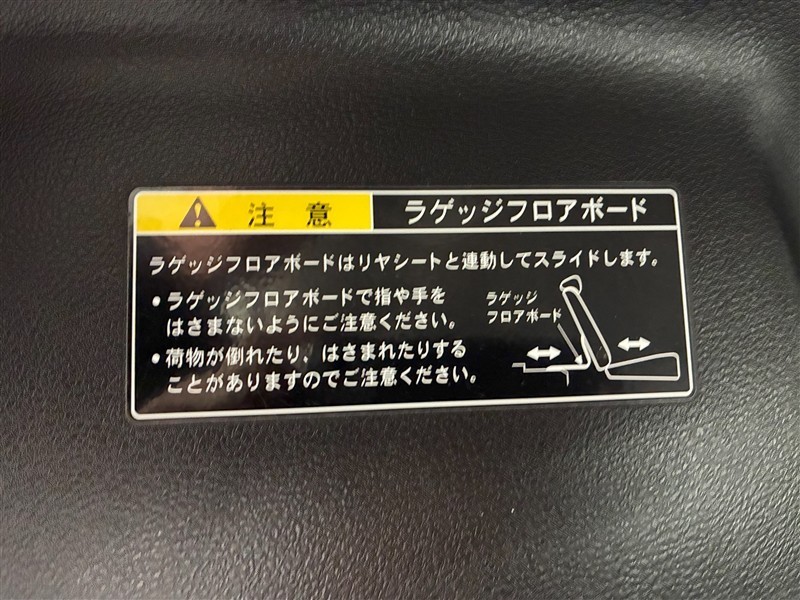 注意 ラゲッジフロアボード
ラゲッジフロアボードはリヤシートと連動してスライドします。
•ラゲッジフロアボードで指や手を
はさまないようにご注意ください。
•荷物が倒れたり、はさまれたりする
ことがありますのでご注意ください。
ラゲッジ
フロアボード